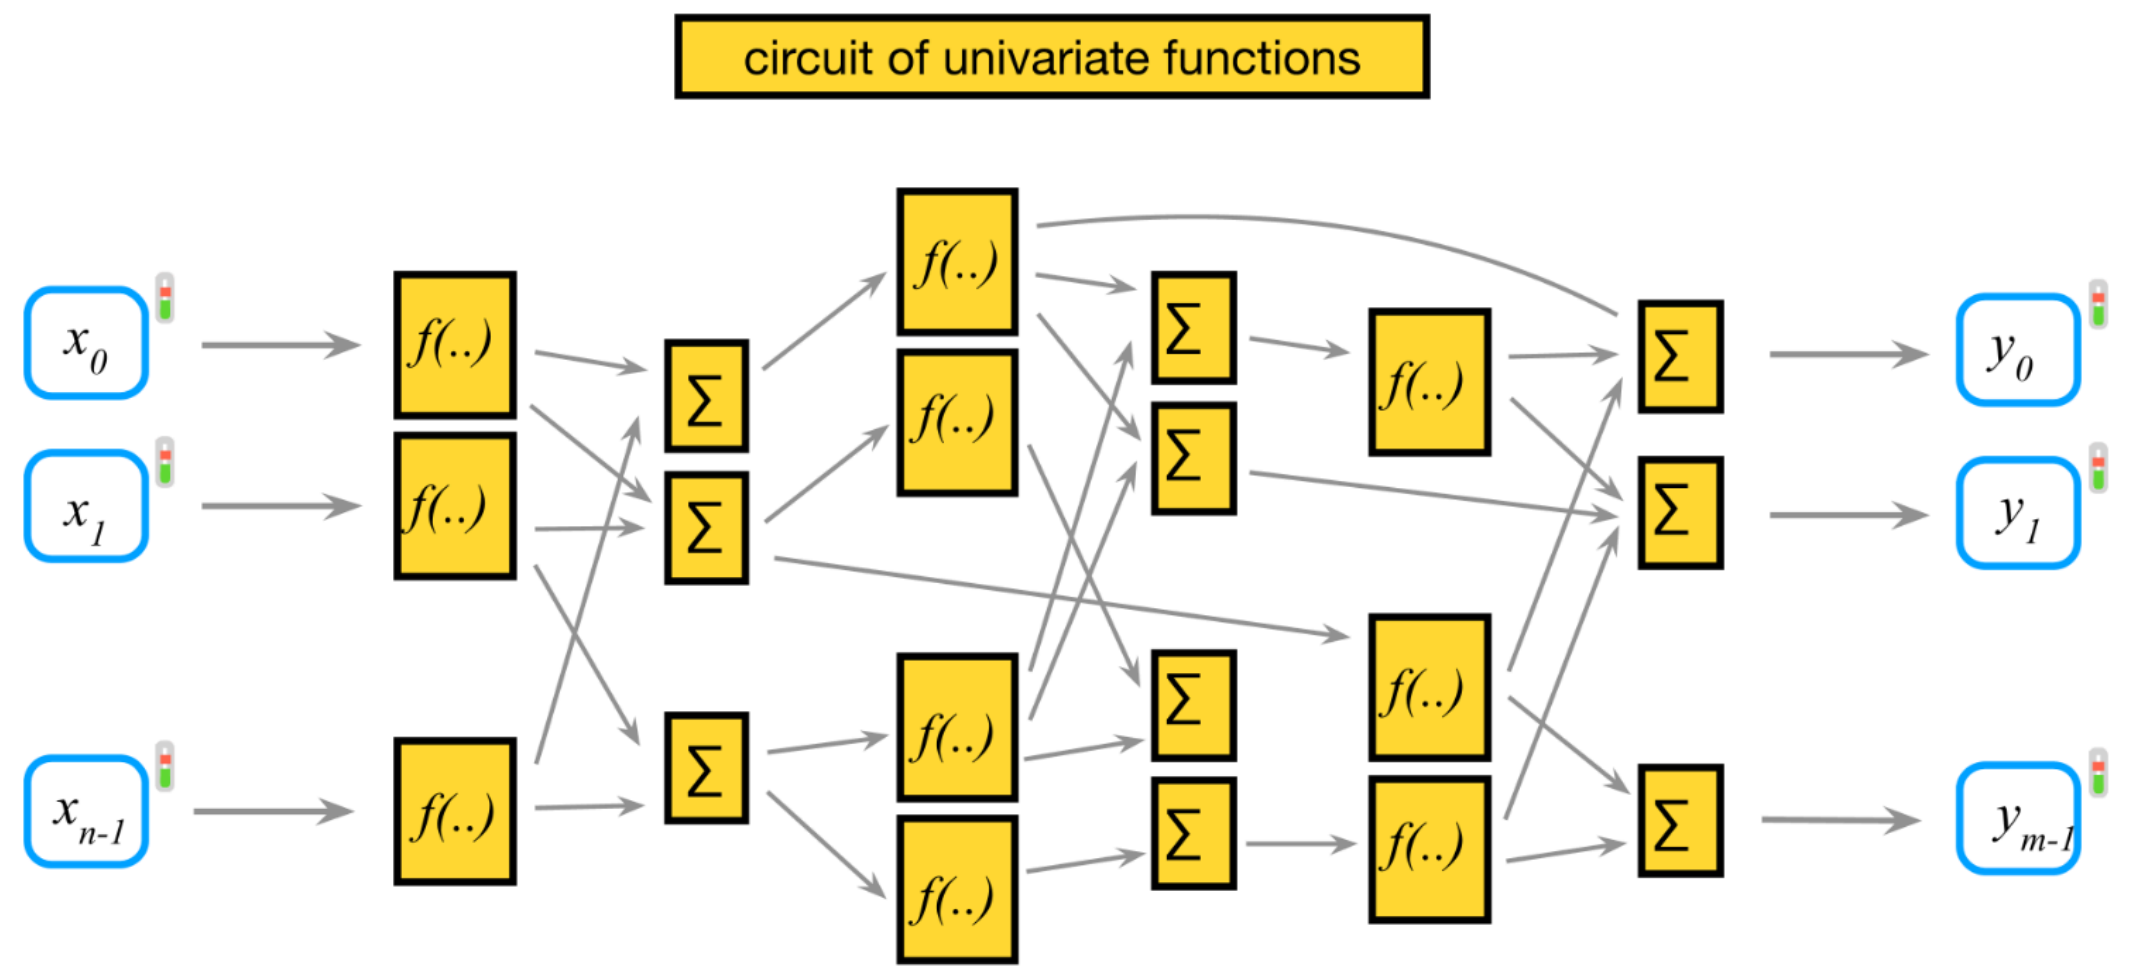 circuit of univariate functions
x0
x1
xn-1
f(..)
f(..)
f(..)
Σ
Σ
Σ
f(..)
f(..)
f(..)
f(..)
Σ
Σ
Σ
Σ
f(..)
f(..)
f(..)
Σ
Σ
Σ
y0
y1
ym-1